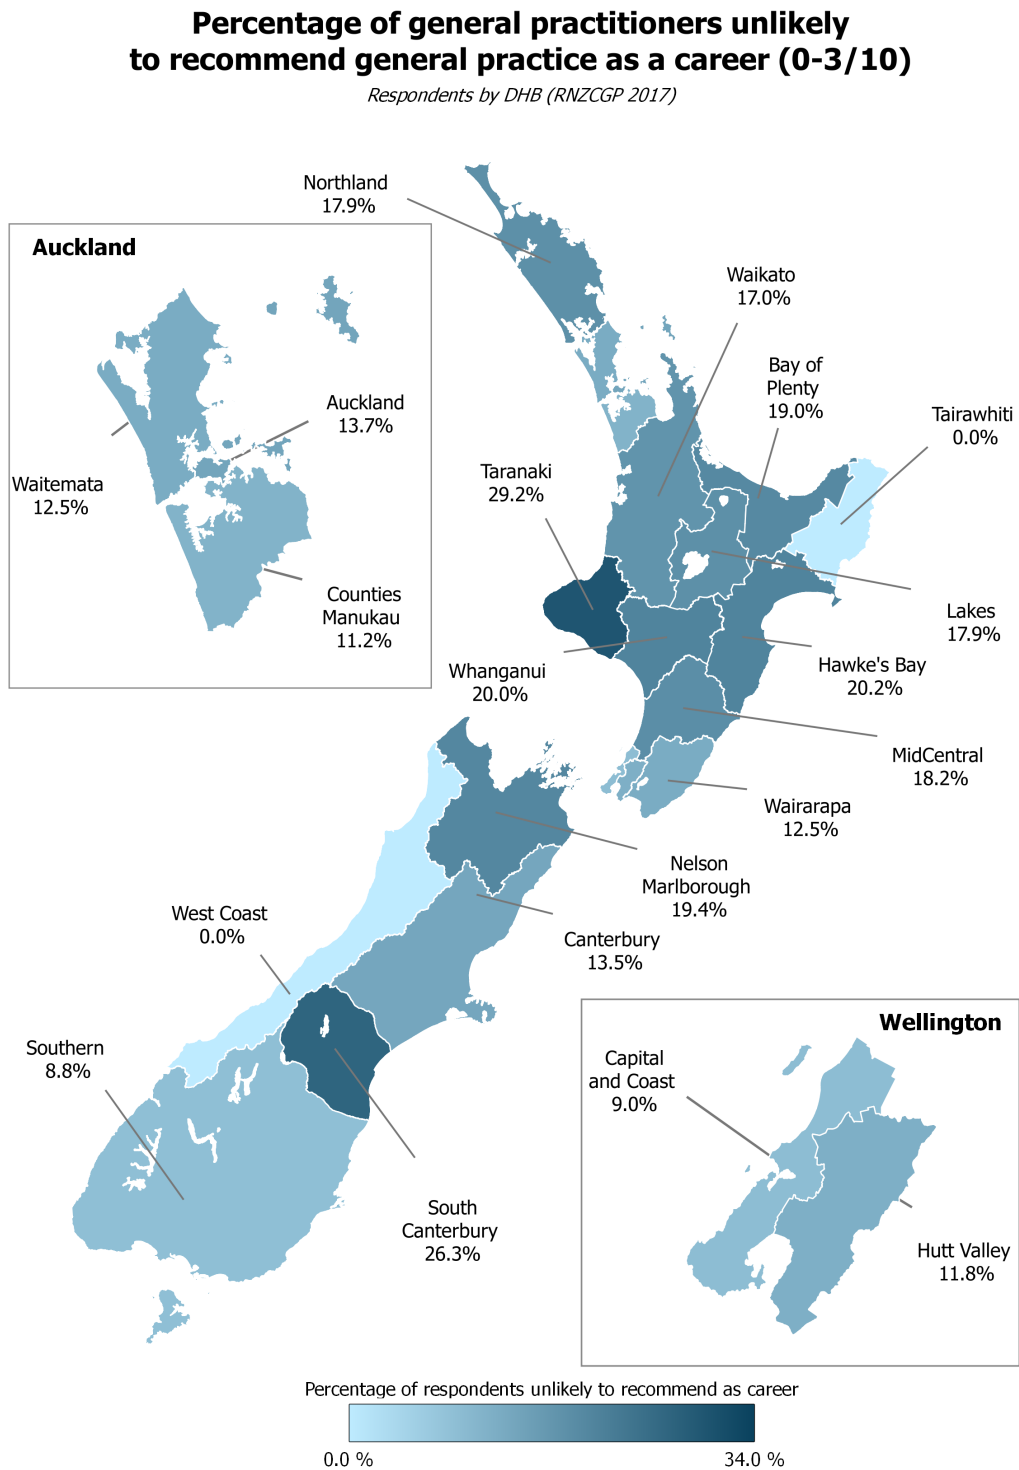 Percentage of general practitioners unlikely
to recommend general practice as a career (0-3/10)
Respondents by DHB (RNZCGP 2017)
Northland
17.9%
Auckland
Waikato
17.0%
Bay of
Plenty
19.0%
Auckland
13.7%
Tairawhiti
0.0%
Taranaki
29.2%
Waitemata
12.5%
Counties
Manukau
11.2%
Lakes
17.9%
Whanganui
20.0%
Hawke's Bay
20.2%
MidCentral
18.2%
Wairarapa
12.5%
Nelson
Marlborough
19.4%
West Coast
0.0%
Canterbury
13.5%
Wellington
Southern
8.8%
Capital
and Coast
9.0%
South
Canterbury
26.3%
Hutt Valley
11.8%
Percentage of respondents unlikely to recommend as career
0.0 %
34.0 %